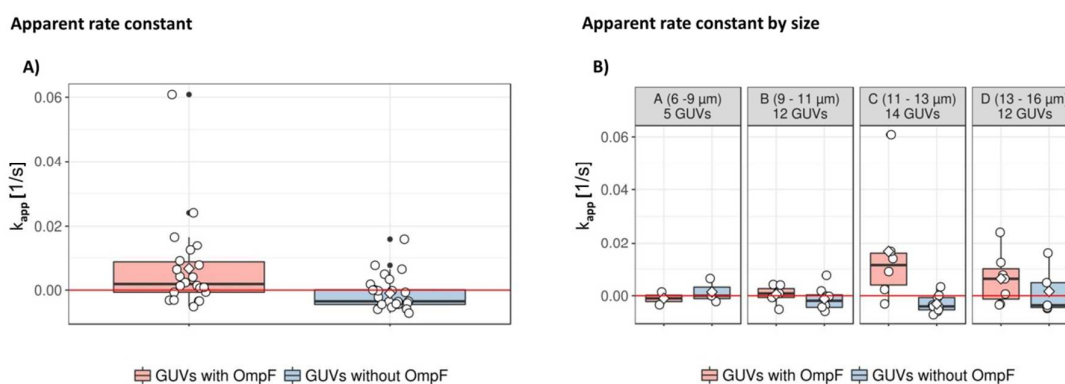 Apparent rate constant
A)
0.06
0.04
0.02
0.00
kapp [1/s]
GUVs with OmpF GUVs without OmpF
Apparent rate constant by size
B)
A (6 -9 µm)
5 GUVs
B (9 - 11 µm)
12 GUVs
C (11 - 13 µm)
14 GUVs
D (13 - 16 µm)
12 GUVs
0.06
0.04
0.02
0.00
kapp [1/s]
GUVs with OmpF GUVs without OmpF